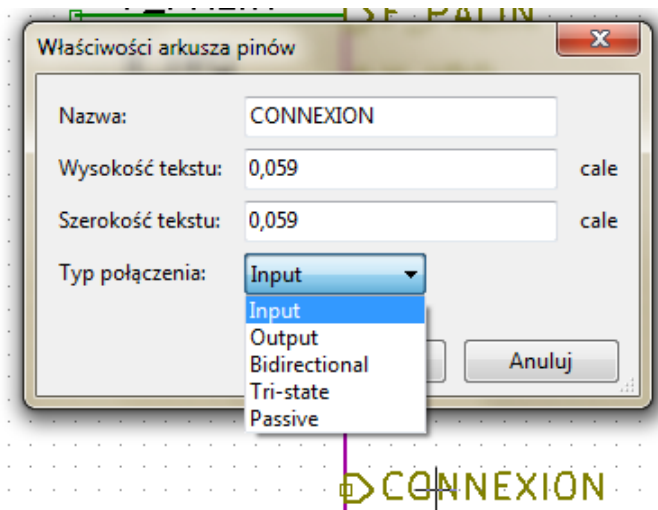 Właściwości arkusza pinów
Nazwa: CONNEXION
Wysokość tekstu: 0,059 cale
Szerokość tekstu: 0,059 cale
Typ połączenia: Input
Input
Output
Bidirectional
Tri-state
Passive
Anuluj
CONNEXION